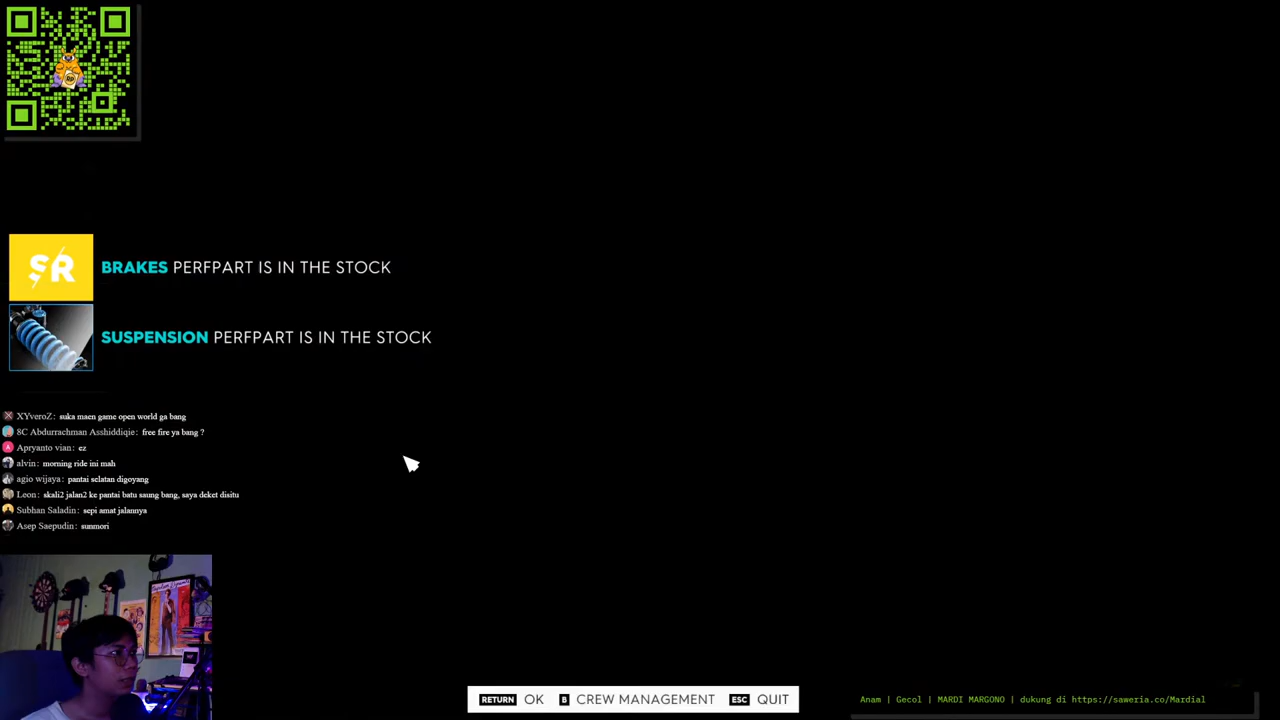 SR
BRAKES PERFPART IS IN THE STOCK
SUSPENSION PERFPART IS IN THE STOCK
XYveroZ: suka maen game open world ga bang
8C Abdurrachman Asshiddiqie: free fire ya bang ?
A Apryanto vian: ez
alvin: morning ride ini mah
agio wijaya: pantai selatan digoyang
Leon: skali2 jalan2 ke pantai batu saung bang, saya deket disitu
Subhan Saladin: sepi amat jalannya
Asep Saepudin: sunmori
RETURN OK B CREW MANAGEMENT ESC QUIT
Anam | Gecol | MARDI MARGONO | dukung di https://saweria.co/Mardial